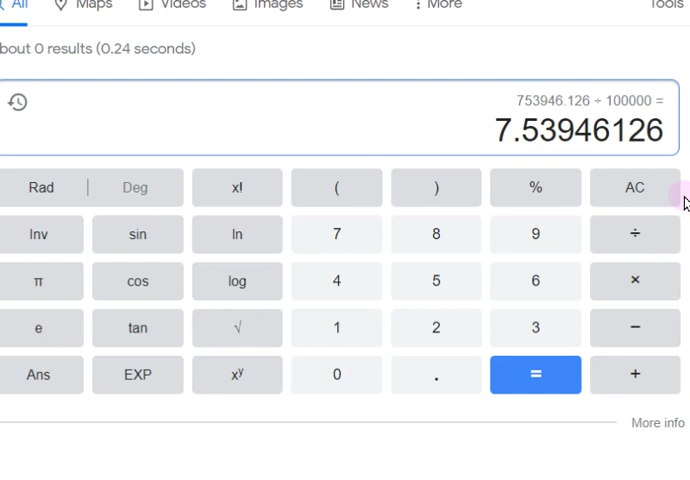 All Maps Videos Images News More Tools
bout 0 results (0.24 seconds)
753946.126 ÷ 100000 =
7.53946126
Rad | Deg x! ( ) % AC
Inv sin ln 7 8 9 ÷
π cos log 4 5 6 ×
e tan √ 1 2 3 −
Ans EXP xʸ 0 . = +
More info